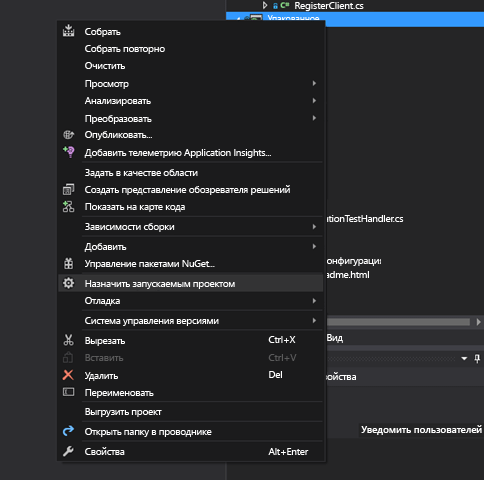 RegisterClient.cs
Упакованное
Собрать
Собрать повторно
Очистить
Просмотр
Анализировать
Преобразовать
Опубликовать...
Добавить телеметрию Application Insights...
Задать в качестве области
Создать представление обозревателя решений
Показать на карте кода
Зависимости сборки
ationTestHandler.cs
Добавить
Управление пакетами NuGet...
онфигураци
dme.html
Назначить запускаемым проектом
Отладка
Система управления версиями
Вырезать Ctrl+X
Вид
Вставить Ctrl+V
Удалить Del
войства
Переименовать
Выгрузить проект
Открыть папку в проводнике
Уведомить пользователей
Свойства Alt+Enter